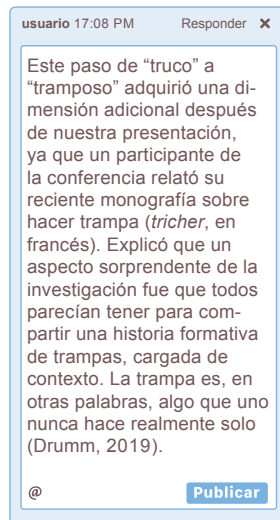 usuario 17:08 PM Responder ×
Este paso de “truco” a
“tramposo” adquirió una di-
mensión adicional después
de nuestra presentación,
ya que un participante de
la conferencia relató su
reciente monografía sobre
hacer trampa (tricher, en
francés). Explicó que un
aspecto sorprendente de la
investigación fue que todos
parecían tener para com-
partir una historia formativa
de trampas, cargada de
contexto. La trampa es, en
otras palabras, algo que uno
nunca hace realmente solo
(Drumm, 2019).
@ Publicar